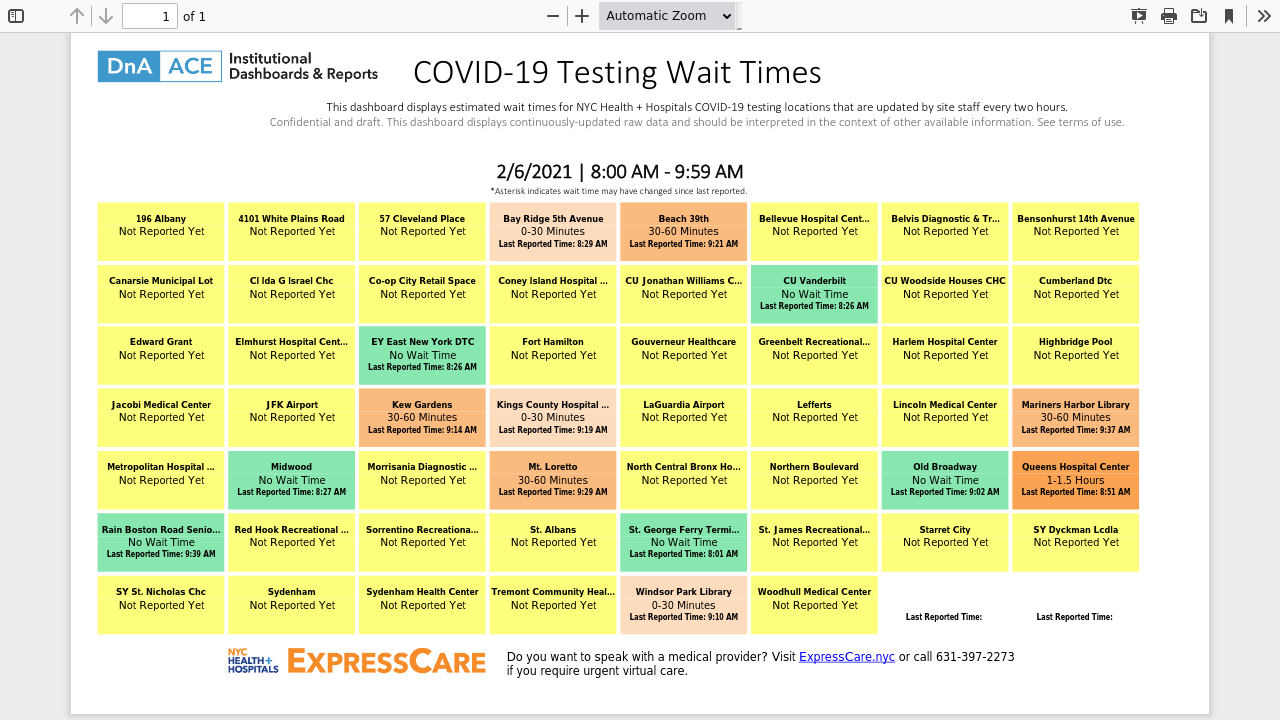 1 of 1
Automatic Zoom
DnA ACE Institutional Dashboards & Reports
COVID-19 Testing Wait Times
This dashboard displays estimated wait times for NYC Health + Hospitals COVID-19 testing locations that are updated by site staff every two hours.
Confidential and draft. This dashboard displays continuously-updated raw data and should be interpreted in the context of other available information. See terms of use.
2/6/2021 | 8:00 AM - 9:59 AM
*Asterisk indicates wait time may have changed since last reported.
196 Albany
Not Reported Yet
4101 White Plains Road
Not Reported Yet
57 Cleveland Place
Not Reported Yet
Bay Ridge 5th Avenue
0-30 Minutes
Last Reported Time: 8:29 AM
Beach 39th
30-60 Minutes
Last Reported Time: 9:21 AM
Bellevue Hospital Cent...
Not Reported Yet
Belvis Diagnostic & Tr...
Not Reported Yet
Bensonhurst 14th Avenue
Not Reported Yet
Canarsie Municipal Lot
Not Reported Yet
CI Ida G Israel Chc
Not Reported Yet
Co-op City Retail Space
Not Reported Yet
Coney Island Hospital ...
Not Reported Yet
CU Jonathan Williams C...
Not Reported Yet
CU Vanderbilt
No Wait Time
Last Reported Time: 8:26 AM
CU Woodside Houses CHC
Not Reported Yet
Cumberland Dtc
Not Reported Yet
Edward Grant
Not Reported Yet
Elmhurst Hospital Cent...
Not Reported Yet
EY East New York DTC
No Wait Time
Last Reported Time: 8:26 AM
Fort Hamilton
Not Reported Yet
Gouverneur Healthcare
Not Reported Yet
Greenbelt Recreational...
Not Reported Yet
Harlem Hospital Center
Not Reported Yet
Highbridge Pool
Not Reported Yet
Jacobi Medical Center
Not Reported Yet
JFK Airport
Not Reported Yet
Kew Gardens
30-60 Minutes
Last Reported Time: 9:14 AM
Kings County Hospital ...
0-30 Minutes
Last Reported Time: 9:19 AM
LaGuardia Airport
Not Reported Yet
Lefferts
Not Reported Yet
Lincoln Medical Center
Not Reported Yet
Mariners Harbor Library
30-60 Minutes
Last Reported Time: 9:37 AM
Metropolitan Hospital ...
Not Reported Yet
Midwood
No Wait Time
Last Reported Time: 8:27 AM
Morrisania Diagnostic ...
Not Reported Yet
Mt. Loretto
30-60 Minutes
Last Reported Time: 9:29 AM
North Central Bronx Ho...
Not Reported Yet
Northern Boulevard
Not Reported Yet
Old Broadway
No Wait Time
Last Reported Time: 9:02 AM
Queens Hospital Center
1-1.5 Hours
Last Reported Time: 8:51 AM
Rain Boston Road Senio...
No Wait Time
Last Reported Time: 9:39 AM
Red Hook Recreational ...
Not Reported Yet
Sorrentino Recreationa...
Not Reported Yet
St. Albans
Not Reported Yet
St. George Ferry Termi...
No Wait Time
Last Reported Time: 8:01 AM
St. James Recreational...
Not Reported Yet
Starret City
Not Reported Yet
SY Dyckman Lcdla
Not Reported Yet
SY St. Nicholas Chc
Not Reported Yet
Sydenham
Not Reported Yet
Sydenham Health Center
Not Reported Yet
Tremont Community Heal...
Not Reported Yet
Windsor Park Library
0-30 Minutes
Last Reported Time: 9:10 AM
Woodhull Medical Center
Not Reported Yet
Last Reported Time:
Last Reported Time:
NYC
HEALTH+
HOSPITALS
EXPRESSCARE
Do you want to speak with a medical provider? Visit ExpressCare.nyc or call 631-397-2273
if you require urgent virtual care.